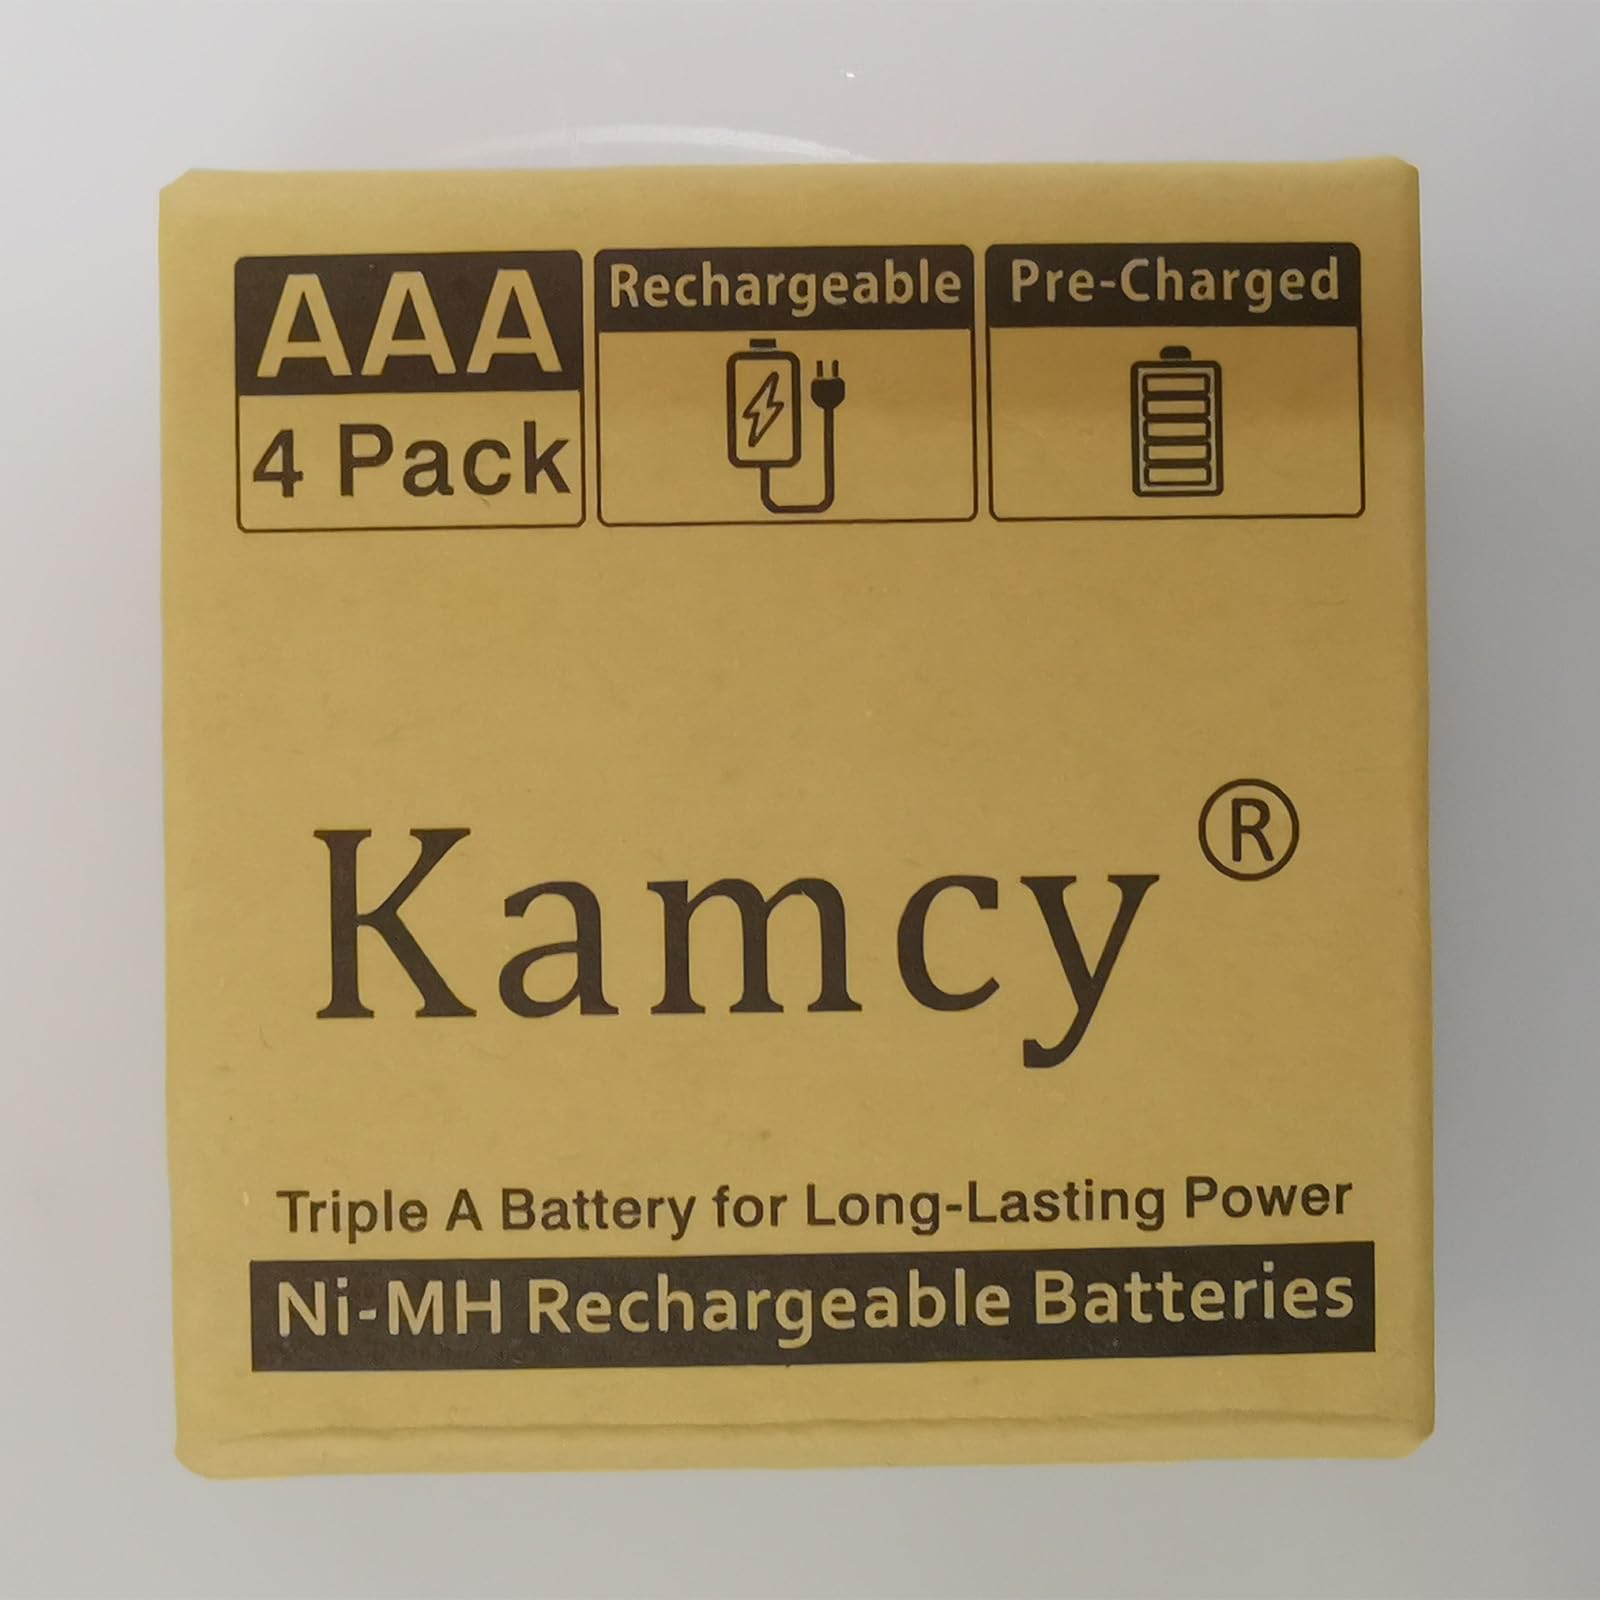 AAA
4 Pack
Rechargeable
Pre-Charged
Kamcy®
Triple A Battery for Long-Lasting Power
Ni-MH Rechargeable Batteries